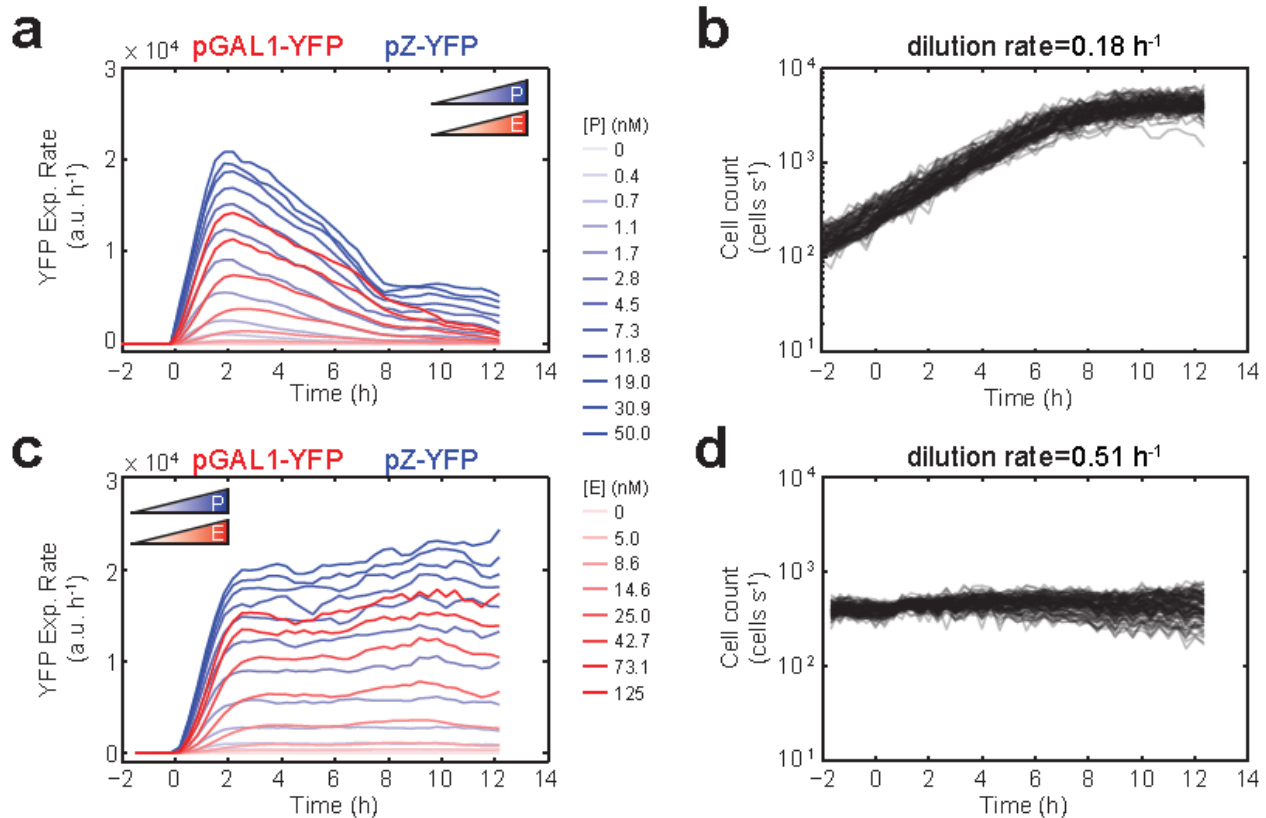 a
× 10⁴
pGAL1-YFP pZ-YFP
3
2
1
0
YFP Exp. Rate
(a.u. h⁻¹)
P
E
−2 0 2 4 6 8 10 12 14
Time (h)
[P] (nM)
0
0.4
0.7
1.1
1.7
2.8
4.5
7.3
11.8
19.0
30.9
50.0
b
dilution rate=0.18 h⁻¹
10⁴
10³
10²
10¹
Cell count
(cells s⁻¹)
−2 0 2 4 6 8 10 12 14
Time (h)
c
× 10⁴
pGAL1-YFP pZ-YFP
3
2
1
0
YFP Exp. Rate
(a.u. h⁻¹)
P
E
−2 0 2 4 6 8 10 12 14
Time (h)
[E] (nM)
0
5.0
8.6
14.6
25.0
42.7
73.1
125
d
dilution rate=0.51 h⁻¹
10⁴
10³
10²
10¹
Cell count
(cells s⁻¹)
−2 0 2 4 6 8 10 12 14
Time (h)